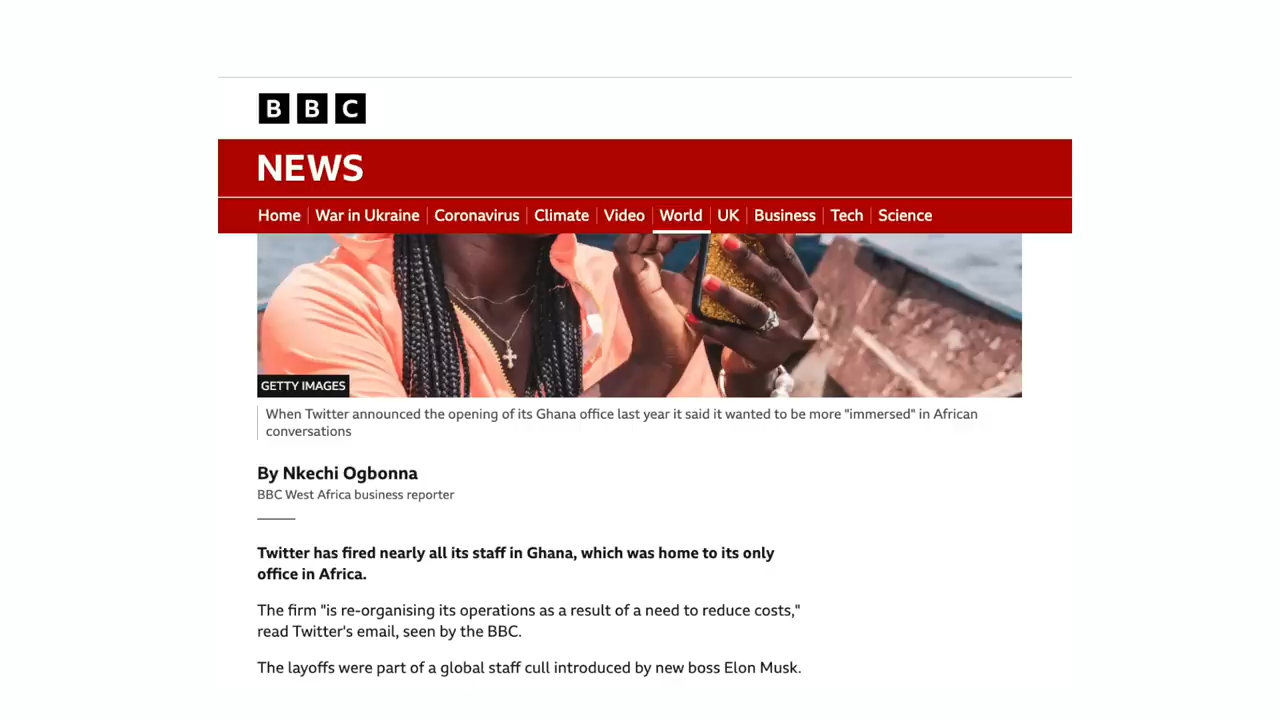 BBC
NEWS
Home
War in Ukraine
Coronavirus
Climate
Video
World
UK
Business
Tech
Science
GETTY IMAGES
When Twitter announced the opening of its Ghana office last year it said it wanted to be more "immersed" in African
conversations
By Nkechi Ogbonna
BBC West Africa business reporter
Twitter has fired nearly all its staff in Ghana, which was home to its only
office in Africa.
The firm "is re-organising its operations as a result of a need to reduce costs,"
read Twitter's email, seen by the BBC.
The layoffs were part of a global staff cull introduced by new boss Elon Musk.